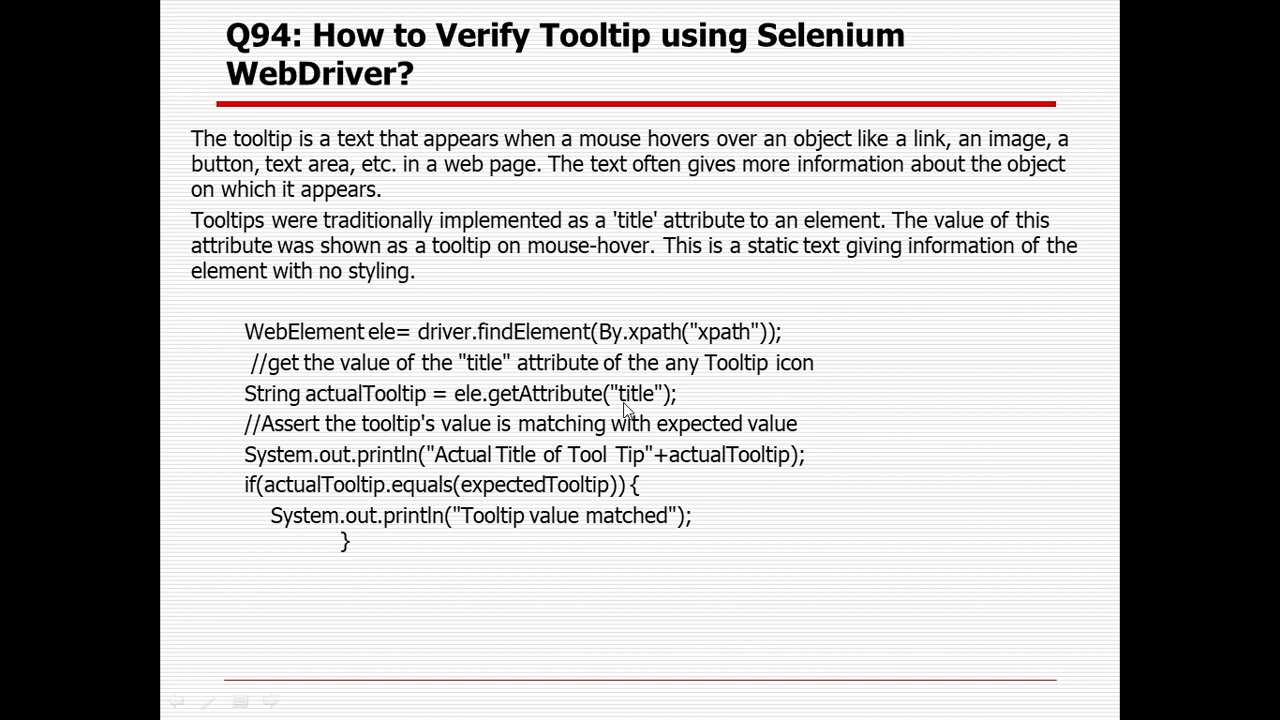 Q94: How to Verify Tooltip using Selenium
WebDriver?
The tooltip is a text that appears when a mouse hovers over an object like a link, an image, a
button, text area, etc. in a web page. The text often gives more information about the object
on which it appears.
Tooltips were traditionally implemented as a 'title' attribute to an element. The value of this
attribute was shown as a tooltip on mouse-hover. This is a static text giving information of the
element with no styling.
WebElement ele= driver.findElement(By.xpath("xpath"));
//get the value of the "title" attribute of the any Tooltip icon
String actualTooltip = ele.getAttribute("title");
//Assert the tooltip's value is matching with expected value
System.out.println("Actual Title of Tool Tip"+actualTooltip);
if(actualTooltip.equals(expectedTooltip)) {
System.out.println("Tooltip value matched");
}